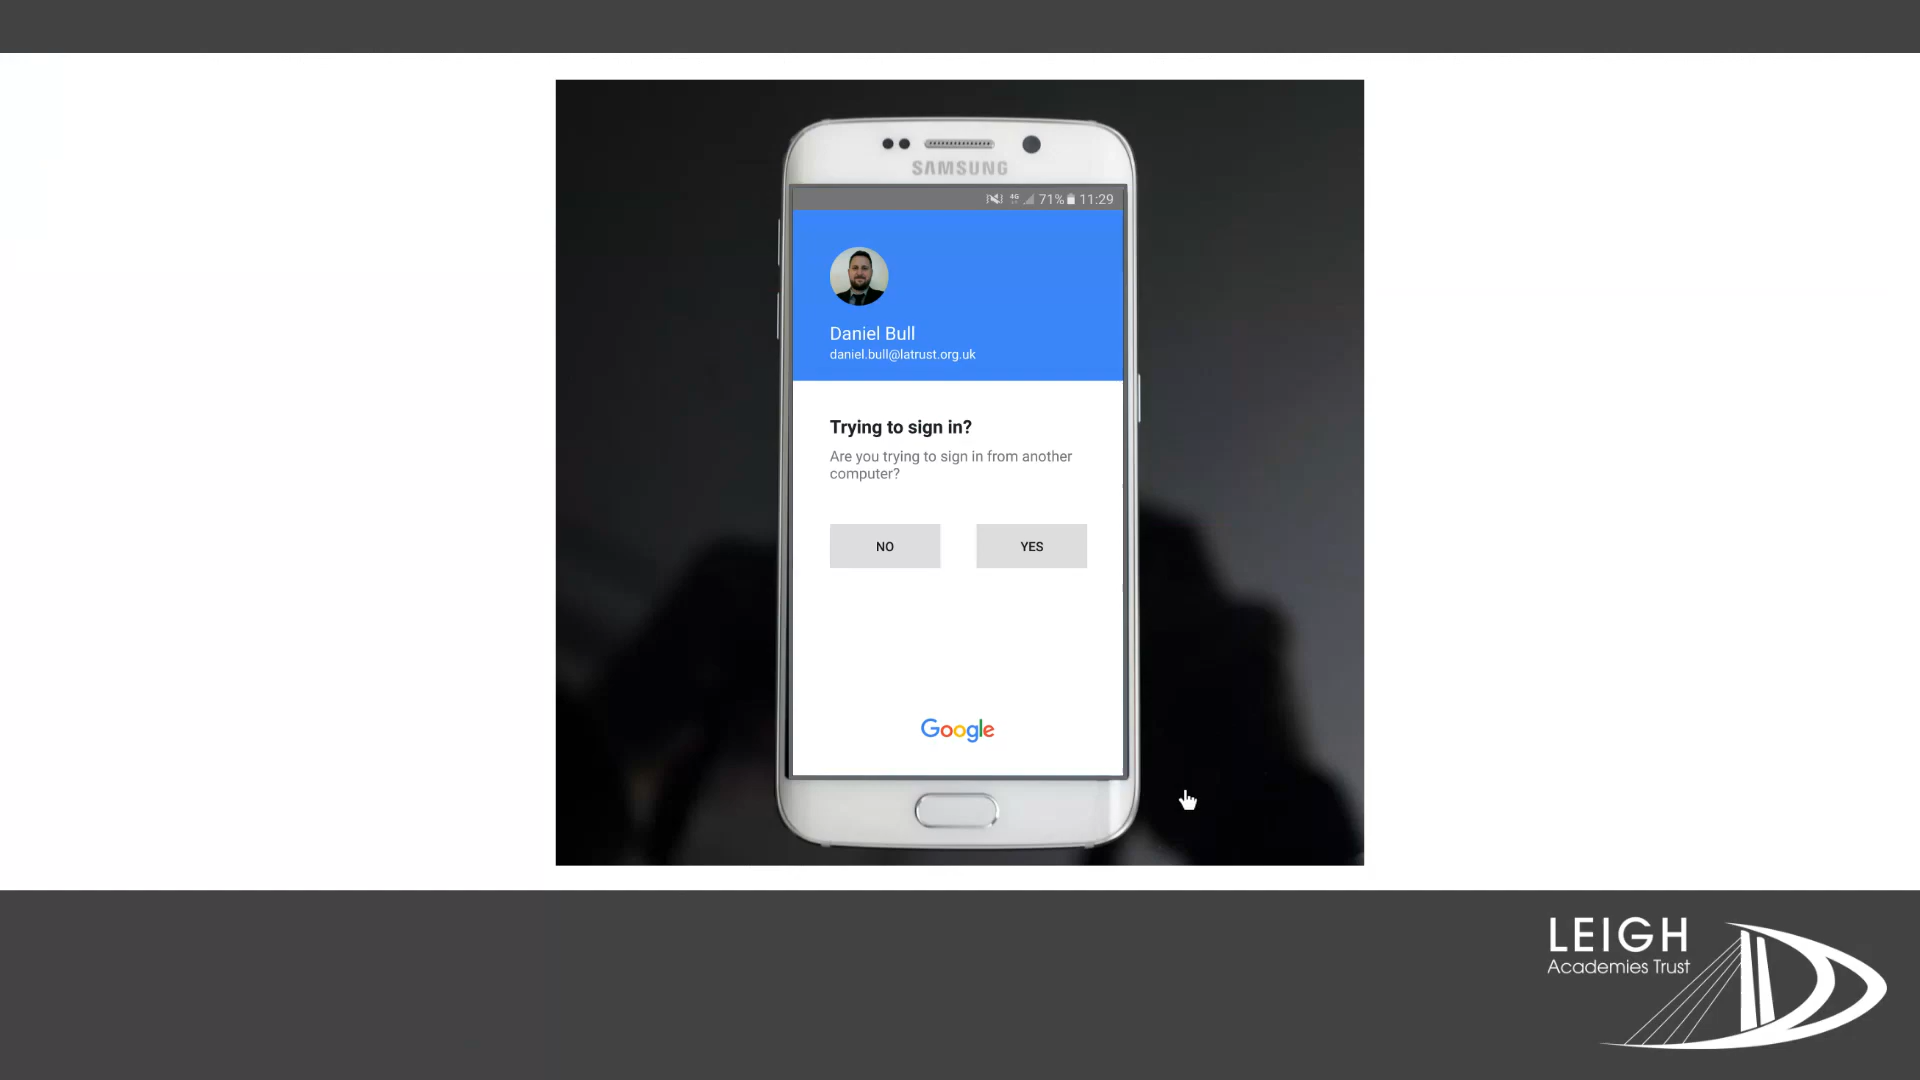 SAMSUNG
4G 71% 11:29
Daniel Bull
daniel.bull@latrust.org.uk
Trying to sign in?
Are you trying to sign in from another
computer?
NO YES
Google
LEIGH
Academies Trust